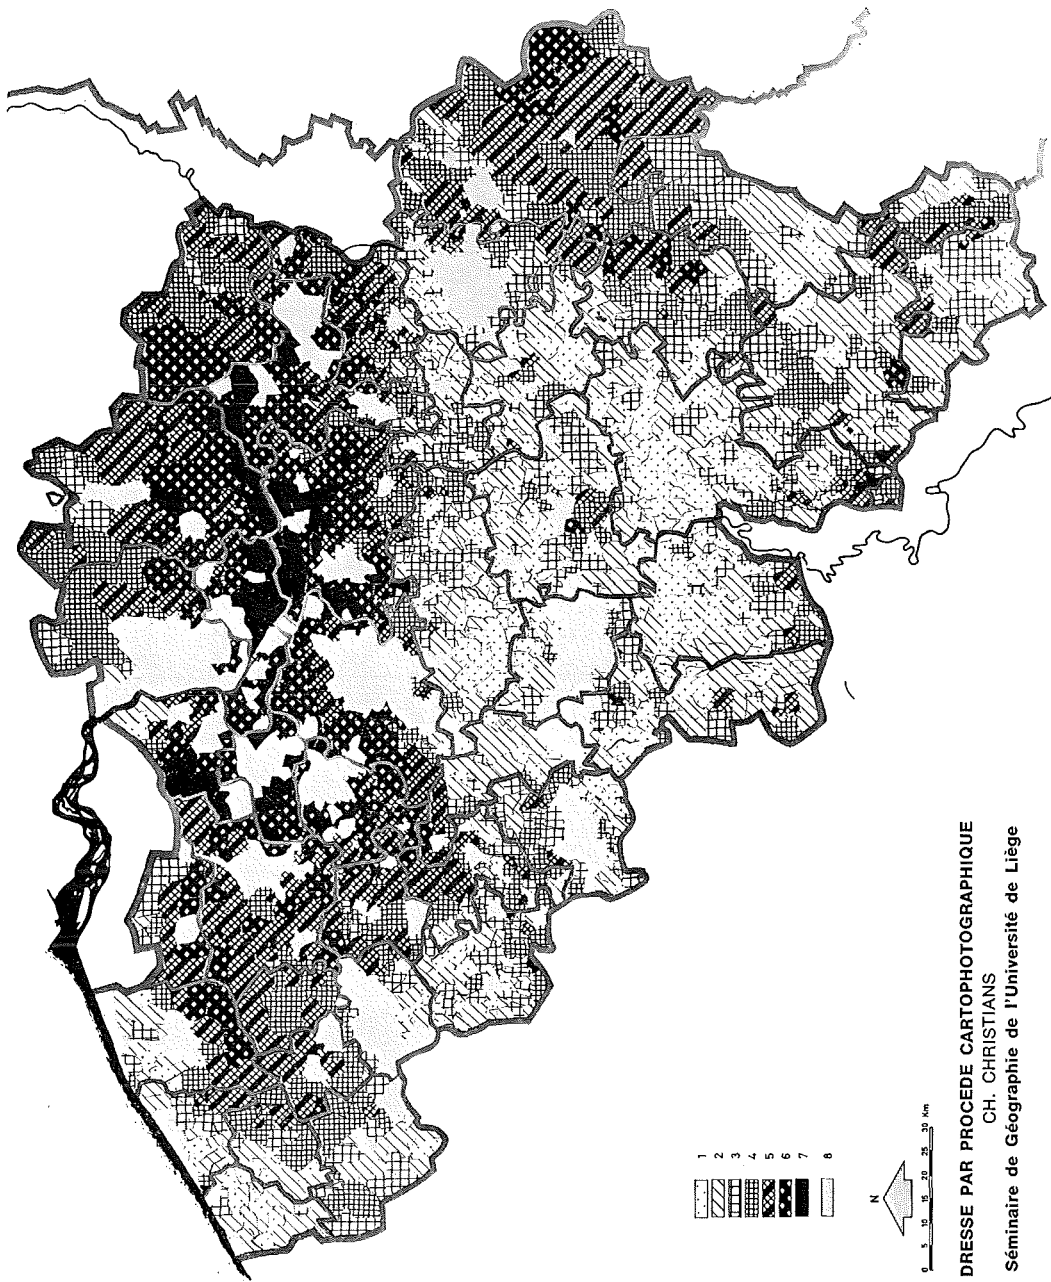 1
2
3
4
5
6
7
8
N
0 5 10 15 20 25 30 Km
DRESSE PAR PROCEDE CARTOPHOTOGRAPHIQUE
CH. CHRISTIANS
Séminaire de Géographie de l'Université de Liège